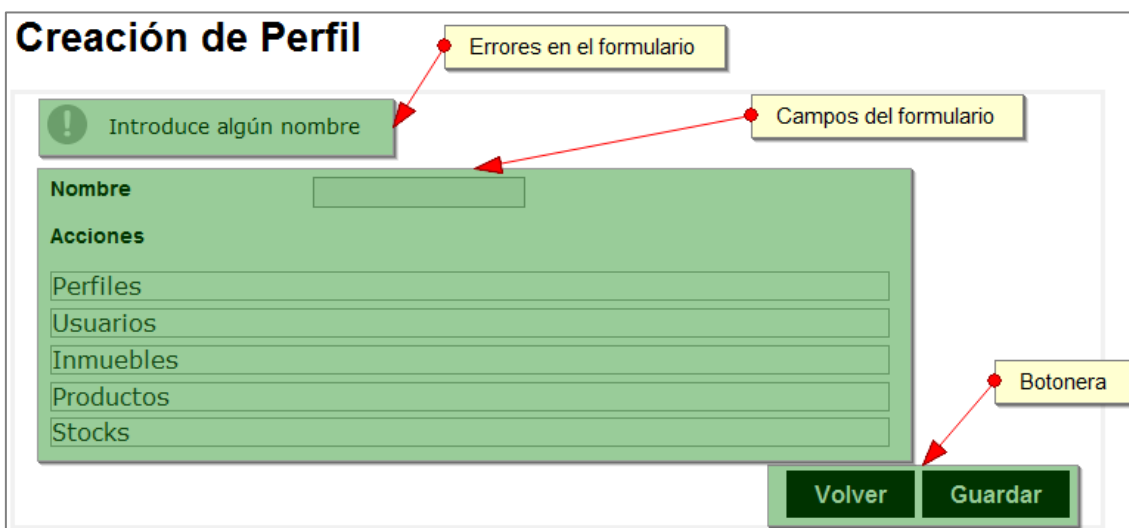 Creación de Perfil
Errores en el formulario
Introduce algún nombre
Campos del formulario
Nombre
Acciones
Perfiles
Usuarios
Inmuebles
Productos
Stocks
Botonera
Volver
Guardar